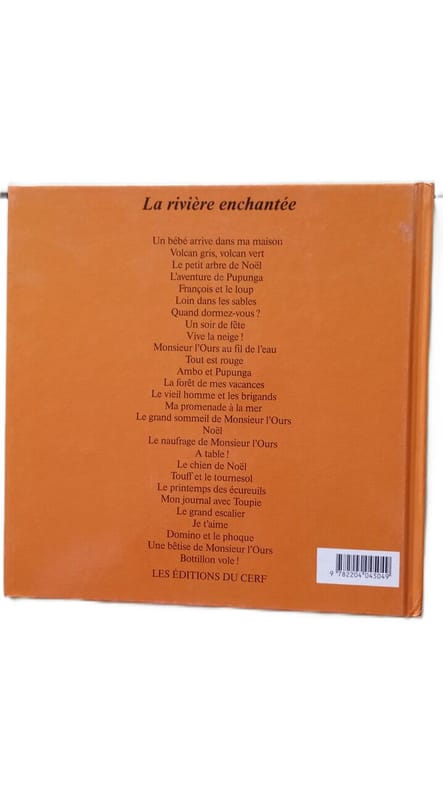 La rivière enchantée
Un bébé arrive dans ma maison
Volcan gris, volcan vert
Le petit arbre de Noël
L'aventure de Pupunga
François et le loup
Loin dans les sables
Quand dormez-vous ?
Un soir de fête
Vive la neige !
Monsieur l'Ours au fil de l'eau
Tout est rouge
Ambo et Pupunga
La forêt de mes vacances
Le vieil homme et les brigands
Ma promenade à la mer
Le grand sommeil de Monsieur l'Ours
Noël
Le naufrage de Monsieur l'Ours
A table !
Le chien de Noël
Touff et le tournesol
Le printemps des écureuils
Mon journal avec Toupie
Le grand escalier
Je t'aime
Domino et le phoque
Une bêtise de Monsieur l'Ours
Bottillon vole !
LES ÉDITIONS DU CERF
9 782204 043049